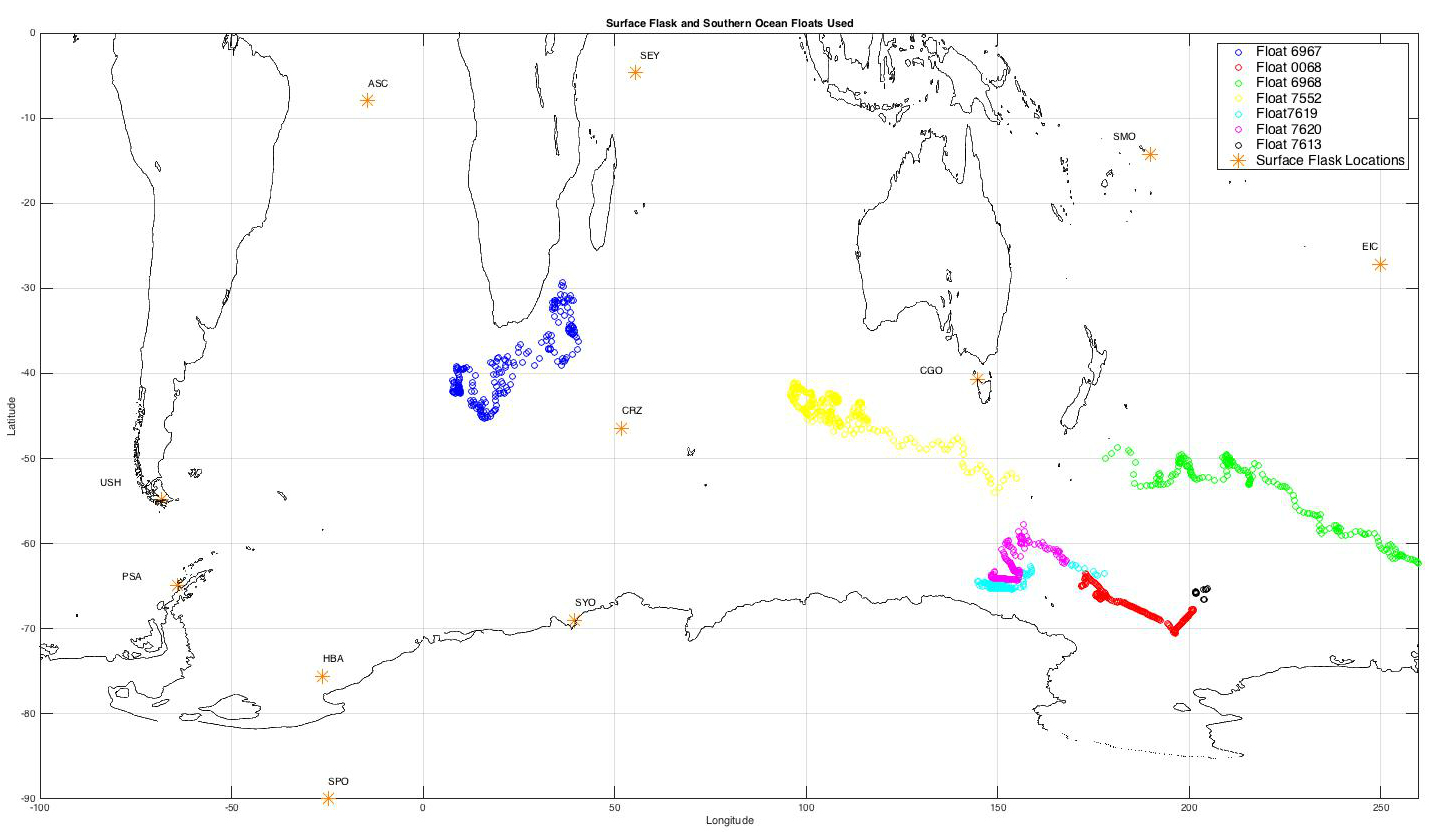 Surface Flask and Southern Ocean Floats Used
Float 6967
Float 0068
Float 6968
Float 7552
Float7619
Float 7620
Float 7613
Surface Flask Locations
SEY
ASC
SMO
EIC
CGO
CRZ
USH
PSA
SYO
HBA
SPO
Latitude
0
-10
-20
-30
-40
-50
-60
-70
-80
-90
-100
-50
0
50
100
150
200
250
Longitude